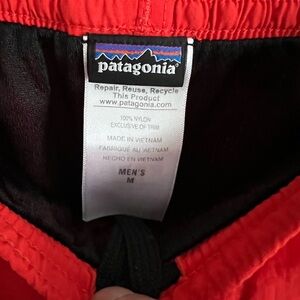 patagonia®
Repair, Reuse, Recycle
This Product
www.patagonia.com
100% NYLON
EXCLUSIVE OF TRIM
MADE IN VIETNAM
FABRIQUÉ AU VIETNAM
HECHO EN VIETNAM
MEN'S
M